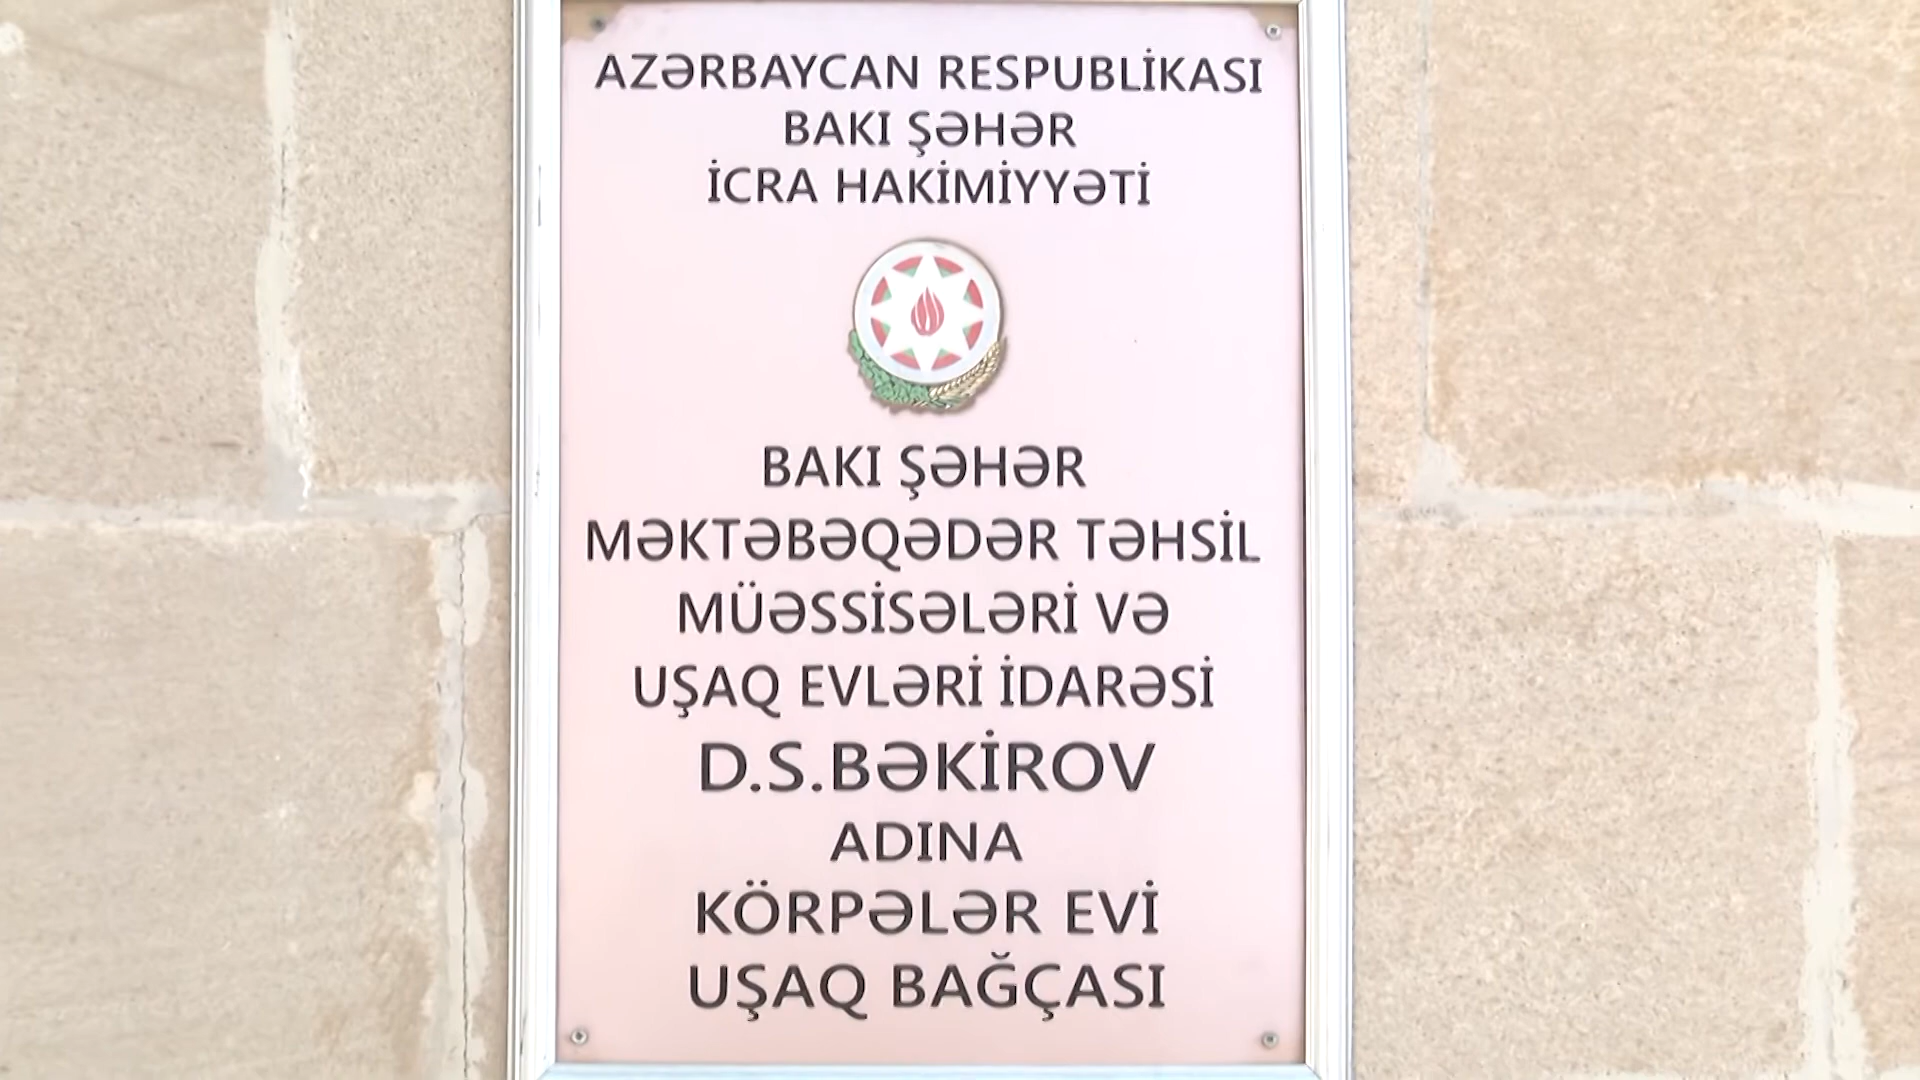 AZƏRBAYCAN RESPUBLİKASI
BAKI ŞƏHƏR
İCRA HAKİMİYYƏTİ
BAKI ŞƏHƏR
MƏKTƏBƏQƏDƏR TƏHSİL
MÜƏSSİSƏLƏRİ VƏ
UŞAQ EVLƏRİ İDARƏSİ
D.S.BƏKİROV
ADINA
KÖRPƏLƏR EVİ
UŞAQ BAĞÇASI